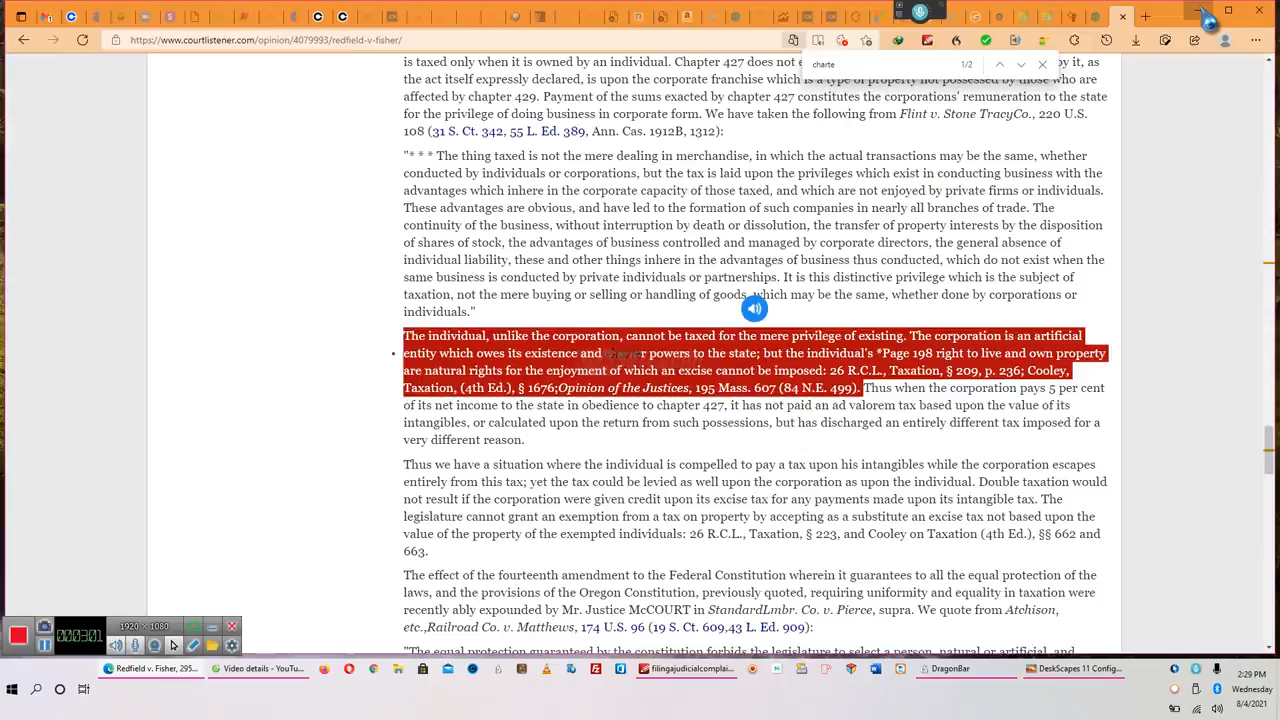 https://www.courtlistener.com/opinion/4079993/redfield-v-fisher/
charte
1/2
is taxed only when it is owned by an individual. Chapter 427 does not e
by it, as
the act itself expressly declared, is upon the corporate franchise which is a type of property not possessed by those who are
affected by chapter 429. Payment of the sums exacted by chapter 427 constitutes the corporations' remuneration to the state
for the privilege of doing business in corporate form. We have taken the following from Flint v. Stone TracyCo., 220 U.S.
108 (31 S. Ct. 342, 55 L. Ed. 389, Ann. Cas. 1912B, 1312):
"* * * The thing taxed is not the mere dealing in merchandise, in which the actual transactions may be the same, whether
conducted by individuals or corporations, but the tax is laid upon the privileges which exist in conducting business with the
advantages which inhere in the corporate capacity of those taxed, and which are not enjoyed by private firms or individuals.
These advantages are obvious, and have led to the formation of such companies in nearly all branches of trade. The
continuity of the business, without interruption by death or dissolution, the transfer of property interests by the disposition
of shares of stock, the advantages of business controlled and managed by corporate directors, the general absence of
individual liability, these and other things inhere in the advantages of business thus conducted, which do not exist when the
same business is conducted by private individuals or partnerships. It is this distinctive privilege which is the subject of
taxation, not the mere buying or selling or handling of goods, which may be the same, whether done by corporations or
individuals."
The individual, unlike the corporation, cannot be taxed for the mere privilege of existing. The corporation is an artificial
entity which owes its existence and charter powers to the state; but the individual's *Page 198 right to live and own property
are natural rights for the enjoyment of which an excise cannot be imposed: 26 R.C.L., Taxation, § 209, p. 236; Cooley,
Taxation, (4th Ed.), § 1676;Opinion of the Justices, 195 Mass. 607 (84 N.E. 499). Thus when the corporation pays 5 per cent
of its net income to the state in obedience to chapter 427, it has not paid an ad valorem tax based upon the value of its
intangibles, or calculated upon the return from such possessions, but has discharged an entirely different tax imposed for a
very different reason.
Thus we have a situation where the individual is compelled to pay a tax upon his intangibles while the corporation escapes
entirely from this tax; yet the tax could be levied as well upon the corporation as upon the individual. Double taxation would
not result if the corporation were given credit upon its excise tax for any payments made upon its intangible tax. The
legislature cannot grant an exemption from a tax on property by accepting as a substitute an excise tax not based upon the
value of the property of the exempted individuals: 26 R.C.L., Taxation, § 223, and Cooley on Taxation (4th Ed.), §§ 662 and
663.
The effect of the fourteenth amendment to the Federal Constitution wherein it guarantees to all the equal protection of the
laws, and the provisions of the Oregon Constitution, previously quoted, requiring uniformity and equality in taxation were
recently ably expounded by Mr. Justice McCOURT in StandardLmbr. Co. v. Pierce, supra. We quote from Atchison,
etc.,Railroad Co. v. Matthews, 174 U.S. 96 (19 S. Ct. 609,43 L. Ed. 909):
"The equal protection guaranteed by the constitution forbids the legislature to select a person, natural or artificial, and
1920 × 1080
000301
Redfield v. Fisher, 295...
Video details - YouTu...
filingajudicialcomplai...
DragonBar
DeskScapes 11 Config...
2:29 PM
Wednesday
8/4/2021